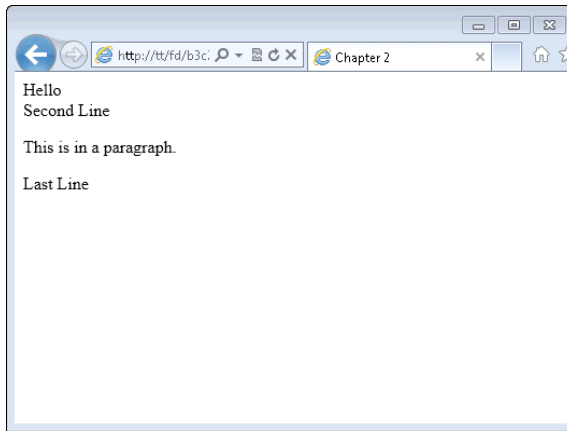 http://tt/fd/b3c
Chapter 2
Hello
Second Line
This is in a paragraph.
Last Line